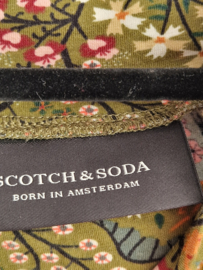 SCOTCH & SODA
BORN IN AMSTERDAM